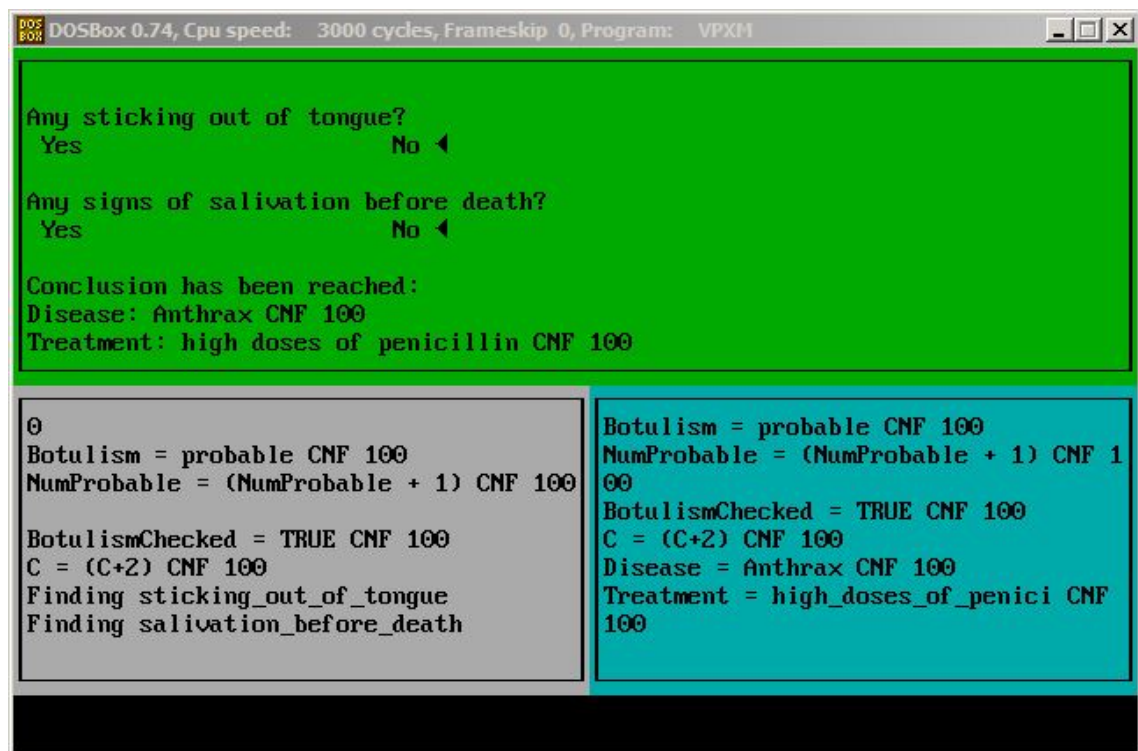 DOSBox 0.74, Cpu speed: 3000 cycles, Frameskip 0, Program: VPXM
Any sticking out of tongue?
Yes No ◄
Any signs of salivation before death?
Yes No ◄
Conclusion has been reached:
Disease: Anthrax CNF 100
Treatment: high doses of penicillin CNF 100
0
Botulism = probable CNF 100
NumProbable = (NumProbable + 1) CNF 100
BotulismChecked = TRUE CNF 100
C = (C+2) CNF 100
Finding sticking_out_of_tongue
Finding salivation_before_death
Botulism = probable CNF 100
NumProbable = (NumProbable + 1) CNF 1
00
BotulismChecked = TRUE CNF 100
C = (C+2) CNF 100
Disease = Anthrax CNF 100
Treatment = high_doses_of_penici CNF
100